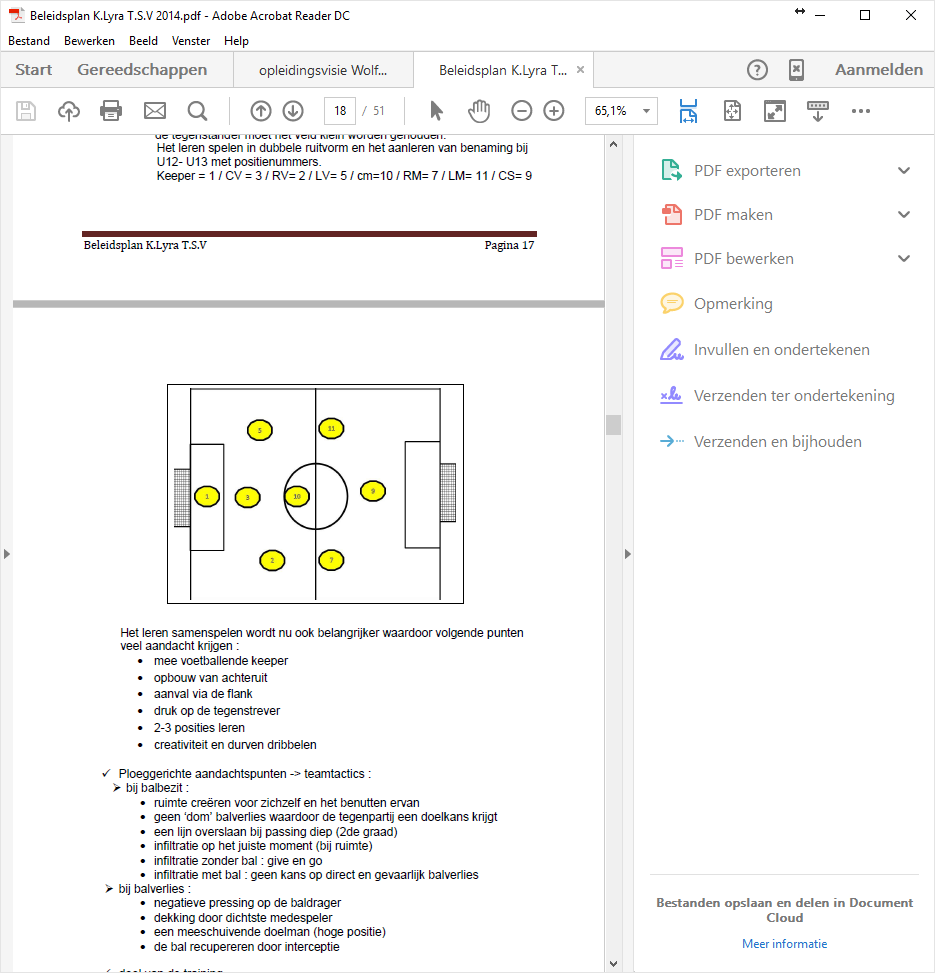 Beleidsplan K.Lyra T.S.V 2014.pdf - Adobe Acrobat Reader DC
Bestand Bewerken Beeld Venster Help
Start Gereedschappen opleidingsvisie Wolf... Beleidsplan K.Lyra T... × Aanmelden
18 / 51 65,1%
de tegenstander moet het veld klein worden gehouden.
Het leren spelen in dubbele ruitvorm en het aanleren van benaming bij
U12- U13 met positienummers.
Keeper = 1 / CV = 3 / RV= 2 / LV= 5 / cm=10 / RM= 7 / LM= 11 / CS= 9
Beleidsplan K.Lyra T.S.V Pagina 17
5 11
1 3 10 9
2 7
Het leren samenspelen wordt nu ook belangrijker waardoor volgende punten
veel aandacht krijgen :
• mee voetballende keeper
• opbouw van achteruit
• aanval via de flank
• druk op de tegenstrever
• 2-3 posities leren
• creativiteit en durven dribbelen
✓ Ploeggerichte aandachtspunten -> teamtactics :
➢ bij balbezit :
• ruimte creëren voor zichzelf en het benutten ervan
• geen ‘dom’ balverlies waardoor de tegenpartij een doelkans krijgt
• een lijn overslaan bij passing diep (2de graad)
• infiltratie op het juiste moment (bij ruimte)
• infiltratie zonder bal : give en go
• infiltratie met bal : geen kans op direct en gevaarlijk balverlies
➢ bij balverlies :
• negatieve pressing op de baldrager
• dekking door dichtste medespeler
• een meeschuivende doelman (hoge positie)
• de bal recupereren door interceptie
✓ doel van de training
PDF exporteren
PDF maken
PDF bewerken
Opmerking
Invullen en ondertekenen
Verzenden ter ondertekening
Verzenden en bijhouden
Bestanden opslaan en delen in Document
Cloud
Meer informatie